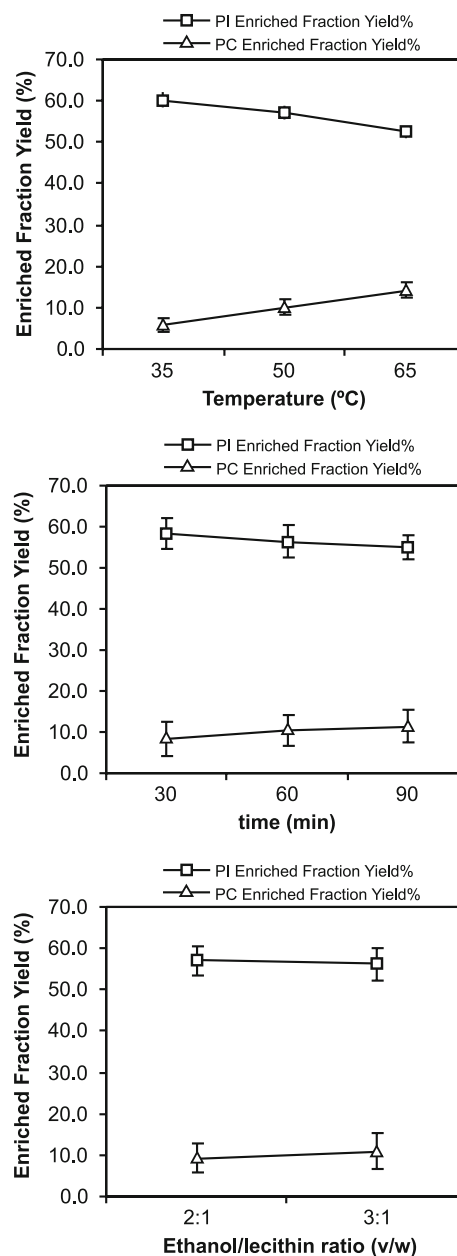 PI Enriched Fraction Yield%
PC Enriched Fraction Yield%
Enriched Fraction Yield (%)
70.0
60.0
50.0
40.0
30.0
20.0
10.0
0.0
35 50 65
Temperature (ºC)
PI Enriched Fraction Yield%
PC Enriched Fraction Yield%
Enriched Fraction Yield (%)
70.0
60.0
50.0
40.0
30.0
20.0
10.0
0.0
30 60 90
time (min)
PI Enriched Fraction Yield%
PC Enriched Fraction Yield%
Enriched Fraction Yield (%)
70.0
60.0
50.0
40.0
30.0
20.0
10.0
0.0
2:1 3:1
Ethanol/lecithin ratio (v/w)